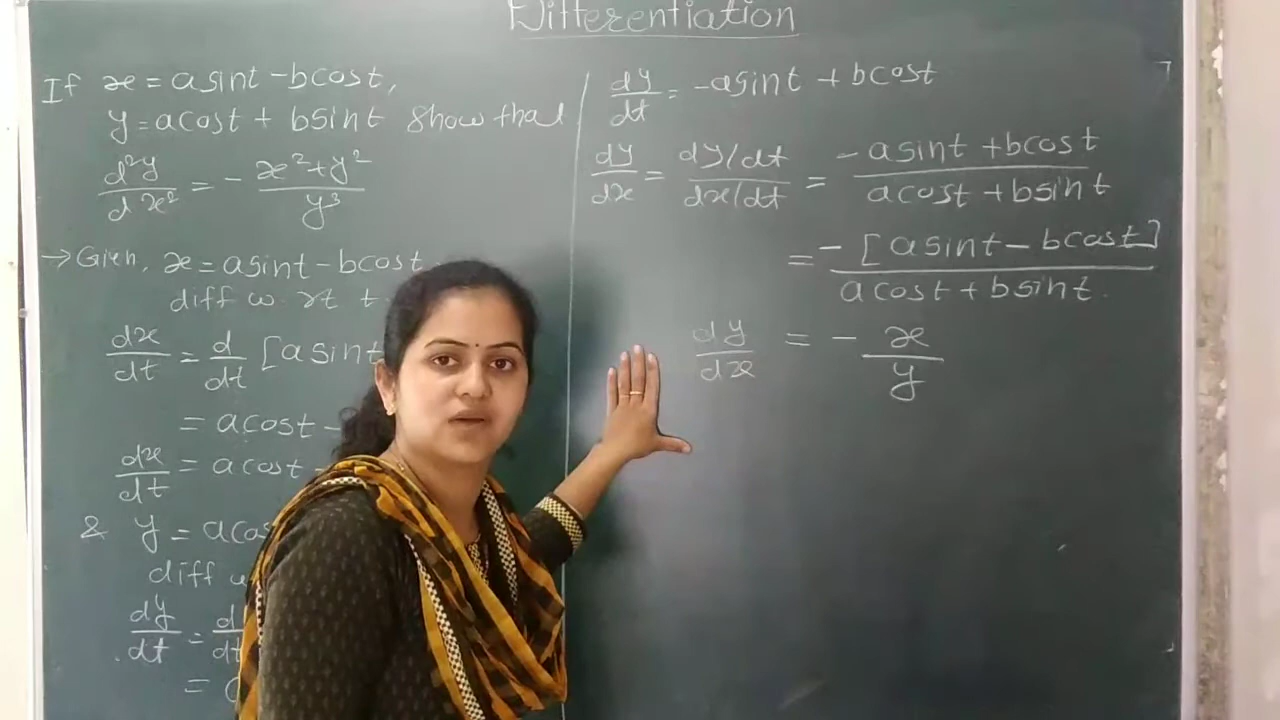 Differentiation
If x = asint - bcost,
y = acost + bsint show that
d²y/dx² = - x²+y²/y³
→ Given, x = asint - bcost
diff w.rt t.
dx/dt = d/dt [asint
= acost -
dx/dt = acost -
& y = acos
diff w
dy/dt = d/dt
=
dy/dt = -asint + bcost
dy/dx = dy/dt / dx/dt = -asint + bcost / acost + bsint
= -[asint - bcost] / acost + bsint.
dy/dx = - x/y